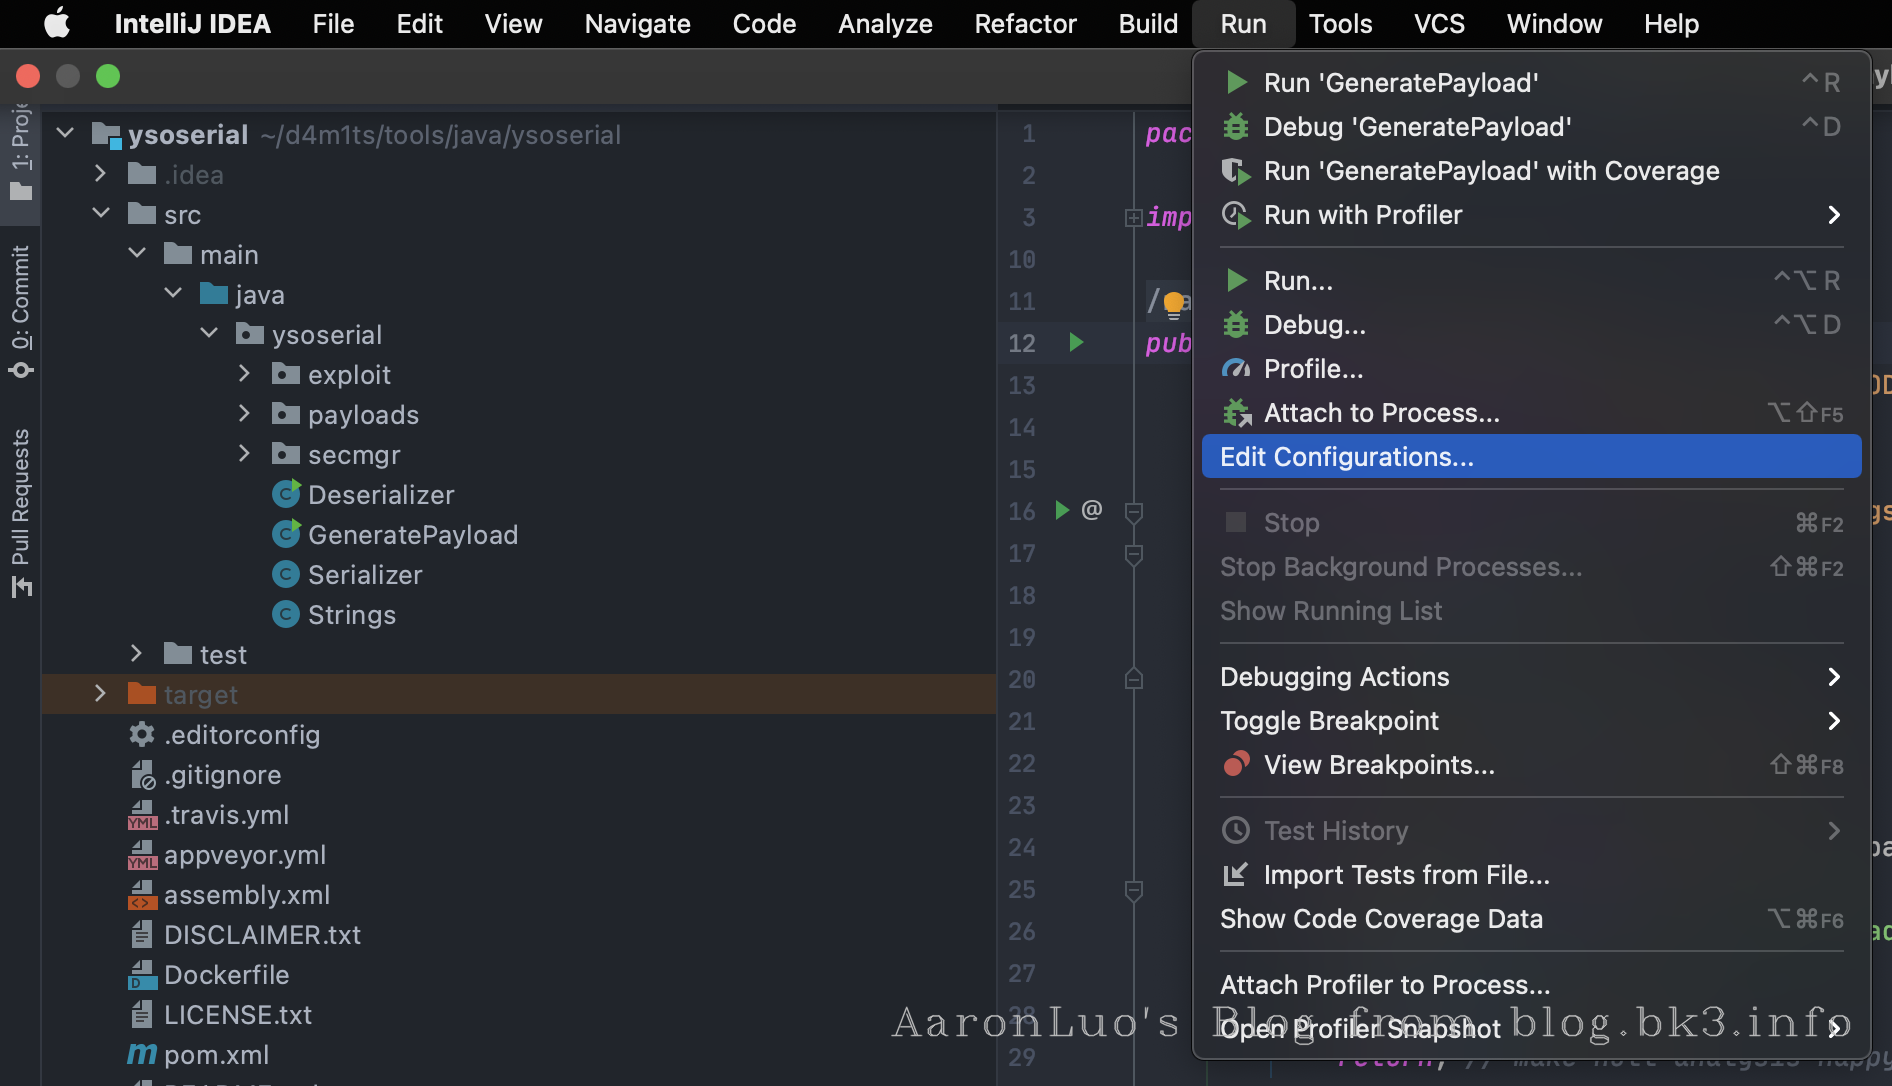 IntelliJ IDEA File Edit View Navigate Code Analyze Refactor Build Run Tools VCS Window Help
1: Proj
0: Commit
Pull Requests
ysoserial ~/d4m1ts/tools/java/ysoserial
.idea
src
main
java
ysoserial
exploit
payloads
secmgr
Deserializer
GeneratePayload
Serializer
Strings
test
target
.editorconfig
.gitignore
.travis.yml
appveyor.yml
assembly.xml
DISCLAIMER.txt
Dockerfile
LICENSE.txt
pom.xml
1 pac
2
3 imp
10
11 /
12 pub
13
14
15
16 @
17
18
19
20
21
22
23
24
25
26
27
28
29
Run 'GeneratePayload' ⌃R
Debug 'GeneratePayload' ⌃D
Run 'GeneratePayload' with Coverage
Run with Profiler
Run... ⌃⌥R
Debug... ⌃⌥D
Profile...
Attach to Process... ⌥⇧F5
Edit Configurations...
Stop ⌘F2
Stop Background Processes... ⇧⌘F2
Show Running List
Debugging Actions
Toggle Breakpoint
View Breakpoints... ⇧⌘F8
Test History
Import Tests from File...
Show Code Coverage Data ⌥⌘F6
Attach Profiler to Process...
Open Profiler Snapshot
return; // make null analysis happy
AaronLuo's Blog from blog.bk3.info